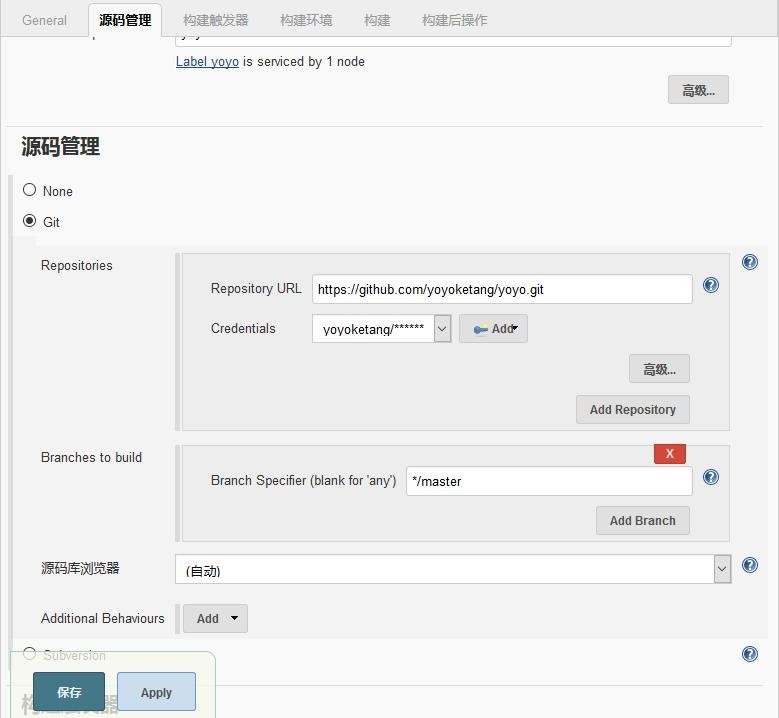 General 源码管理 构建触发器 构建环境 构建 构建后操作
Label yoyo is serviced by 1 node
高级...
源码管理
None
Git
Repositories
Repository URL https://github.com/yoyoketang/yoyo.git
Credentials yoyoketang/****** Add
高级...
Add Repository
Branches to build
X
Branch Specifier (blank for 'any') */master
Add Branch
源码库浏览器 (自动)
Additional Behaviours Add
Subversion
保存 Apply